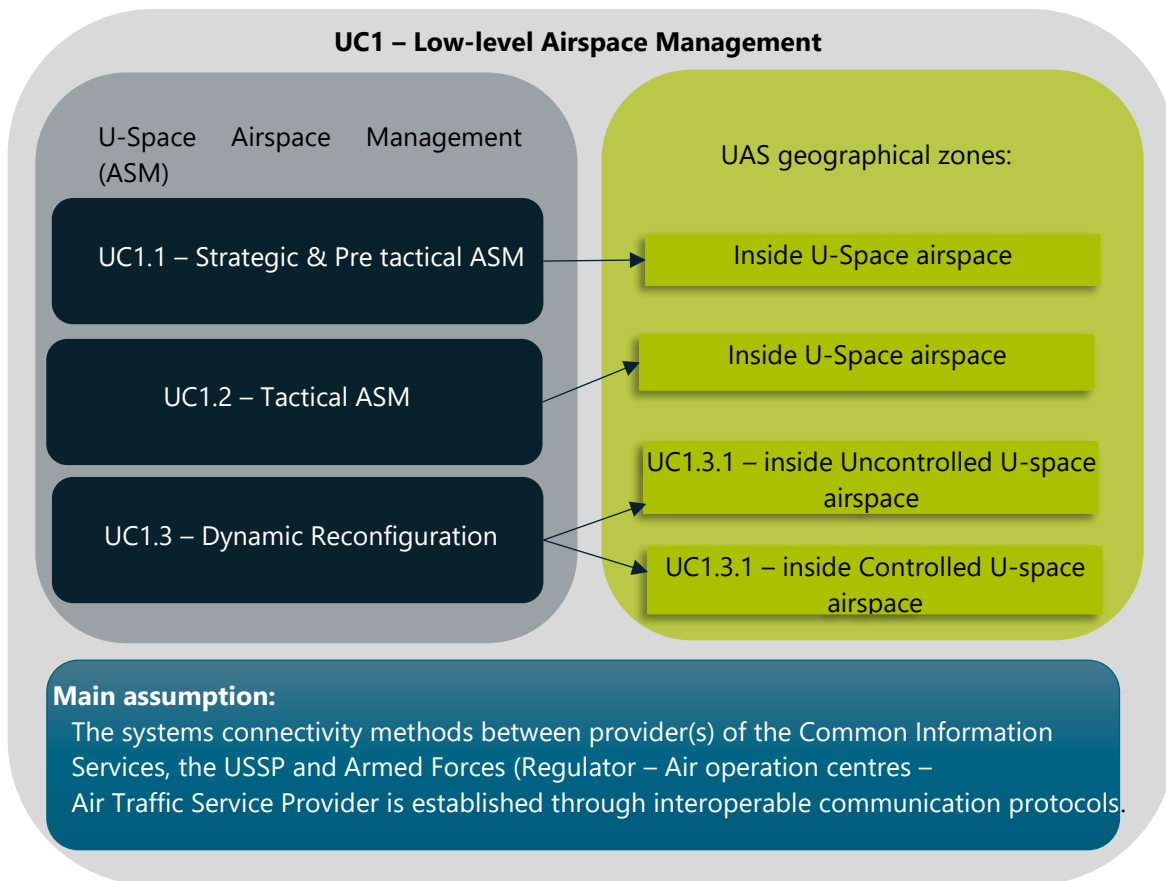 UC1 – Low-level Airspace Management
U-Space Airspace Management
(ASM)
UC1.1 – Strategic & Pre tactical ASM
UC1.2 – Tactical ASM
UC1.3 – Dynamic Reconfiguration
UAS geographical zones:
Inside U-Space airspace
Inside U-Space airspace
UC1.3.1 – inside Uncontrolled U-space
airspace
UC1.3.1 – inside Controlled U-space
airspace
Main assumption:
The systems connectivity methods between provider(s) of the Common Information
Services, the USSP and Armed Forces (Regulator – Air operation centres –
Air Traffic Service Provider is established through interoperable communication protocols.